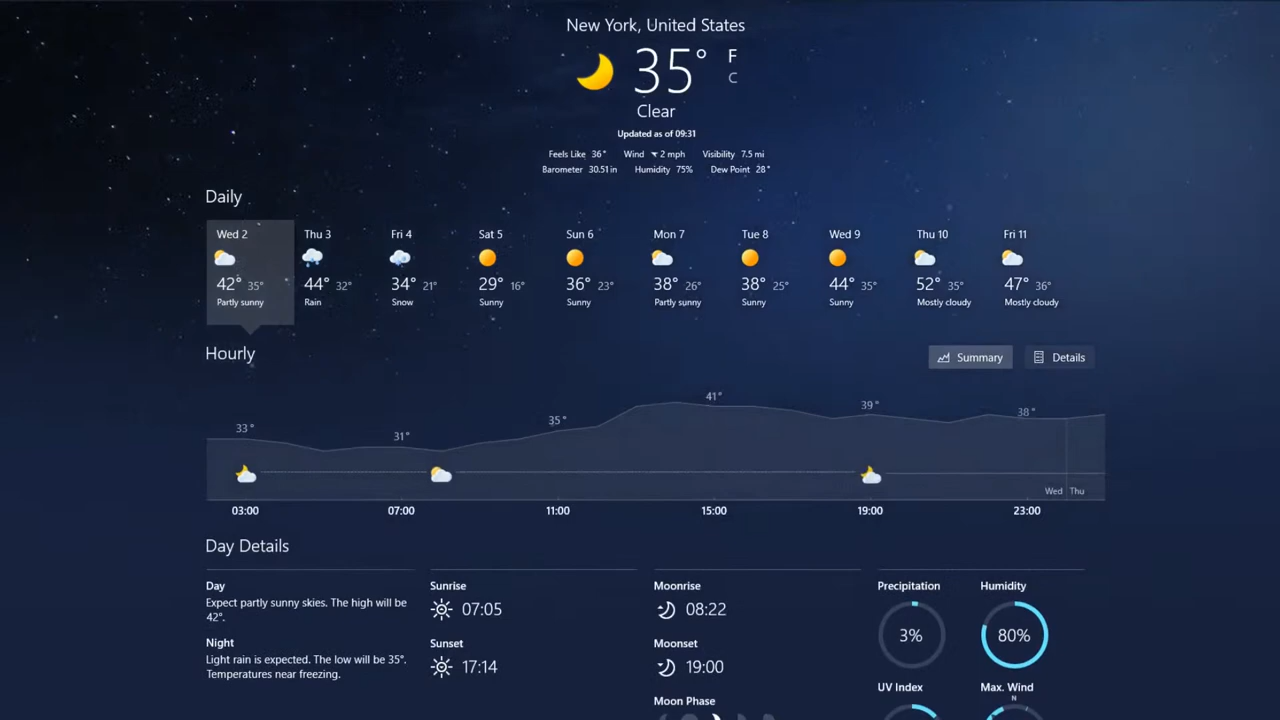 New York, United States
35° F
C
Clear
Updated as of 09:31
Feels Like 36° Wind 2 mph Visibility 7.5 mi
Barometer 30.51 in Humidity 75% Dew Point 28°
Daily
Wed 2 Thu 3 Fri 4 Sat 5 Sun 6 Mon 7 Tue 8 Wed 9 Thu 10 Fri 11
42° 35° 44° 32° 34° 21° 29° 16° 36° 23° 38° 26° 38° 25° 44° 35° 52° 35° 47° 36°
Partly sunny Rain Snow Sunny Sunny Partly sunny Sunny Sunny Mostly cloudy Mostly cloudy
Hourly
Summary Details
33° 31° 35° 41° 39° 38°
Wed Thu
03:00 07:00 11:00 15:00 19:00 23:00
Day Details
Day
Expect partly sunny skies. The high will be
42°.
Night
Light rain is expected. The low will be 35°.
Temperatures near freezing.
Sunrise
07:05
Sunset
17:14
Moonrise
08:22
Moonset
19:00
Moon Phase
Precipitation Humidity
3% 80%
UV Index Max. Wind
N